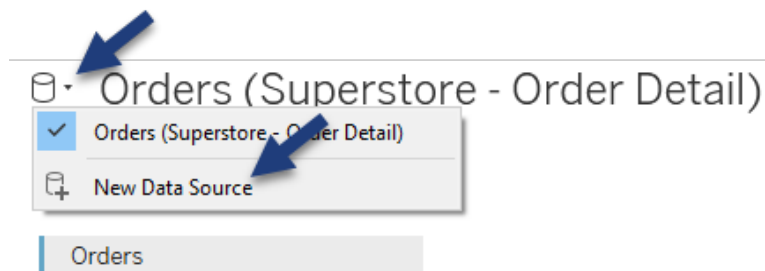 Orders (Superstore - Order Detail)
Orders (Superstore - Order Detail)
New Data Source
Orders